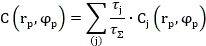 C(r_p,φ_p) = ∑_(j) τ_j/τ_Σ · C_j(r_p,φ_p)